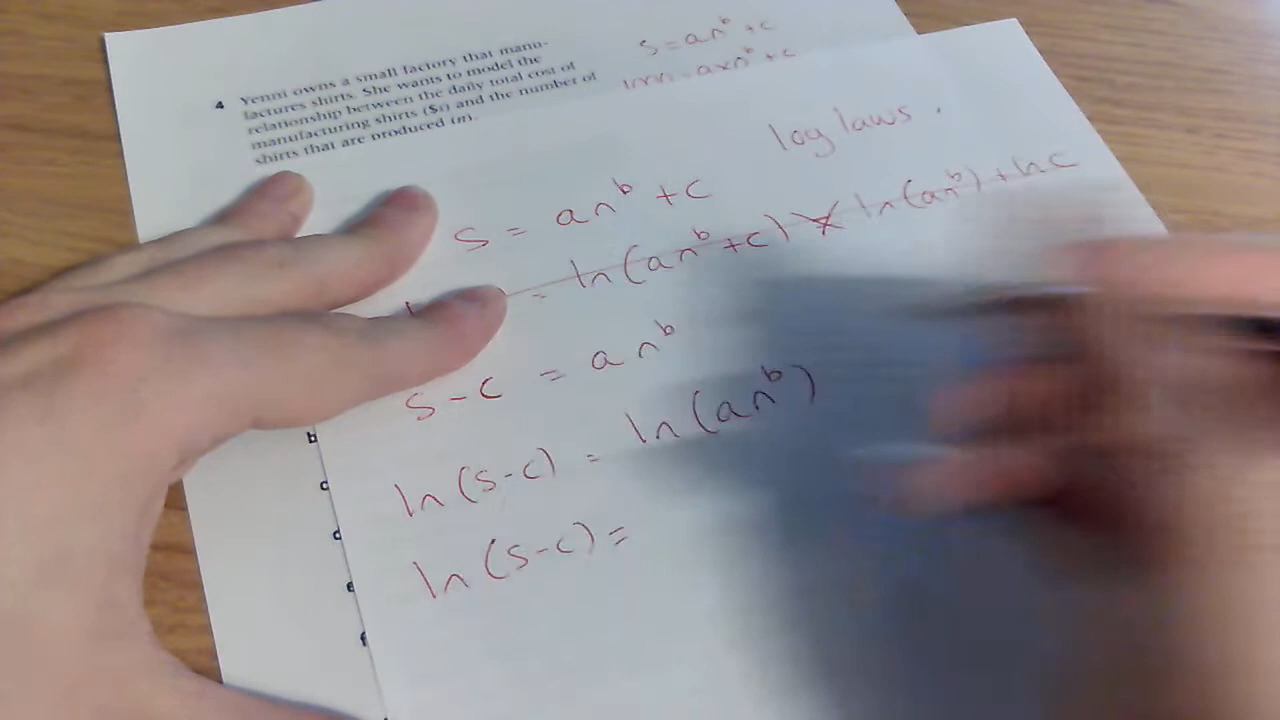 4 Yenni owns a small factory that manu-
factures shirts. She wants to model the
relationship between the daily total cost of
manufacturing shirts ($s) and the number of
shirts that are produced (n).
s = an^b + c
= axn^b + c
log laws.
s = an^b + c
= ln(an^b + c) ln(an^b) + ln c
s - c = an^b
ln(s-c) = ln(an^b)
ln(s-c) =
b
c
d
e
f